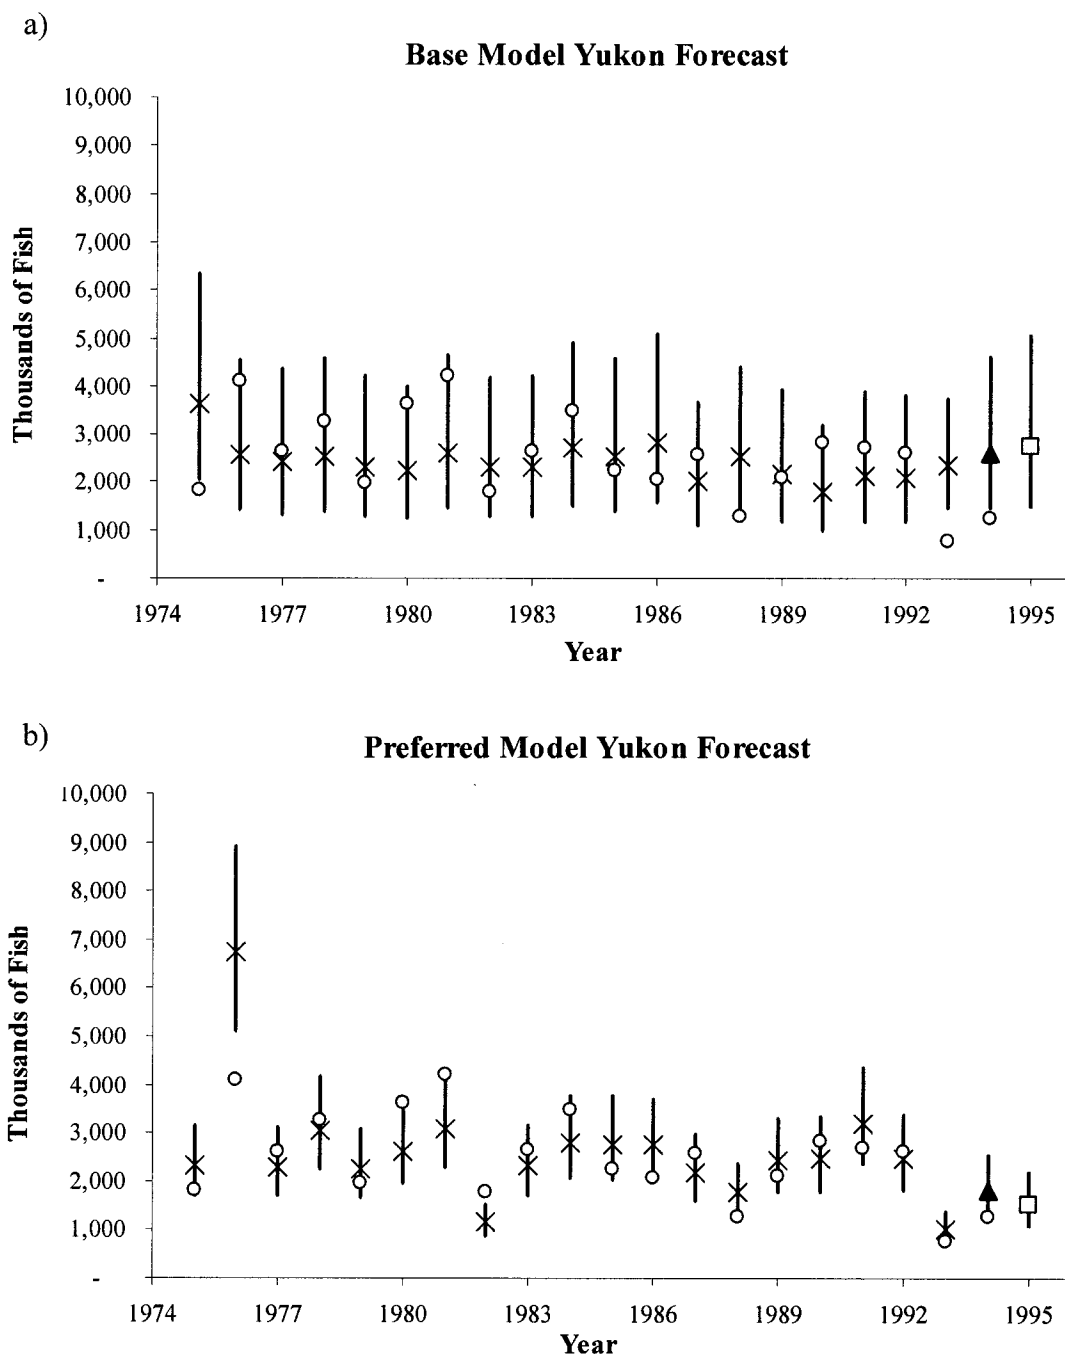 a)
Base Model Yukon Forecast
10,000
9,000
8,000
7,000
6,000
5,000
4,000
3,000
2,000
1,000
-
Thousands of Fish
1974 1977 1980 1983 1986 1989 1992 1995
Year
b)
Preferred Model Yukon Forecast
10,000
9,000
8,000
7,000
6,000
5,000
4,000
3,000
2,000
1,000
-
Thousands of Fish
1974 1977 1980 1983 1986 1989 1992 1995
Year